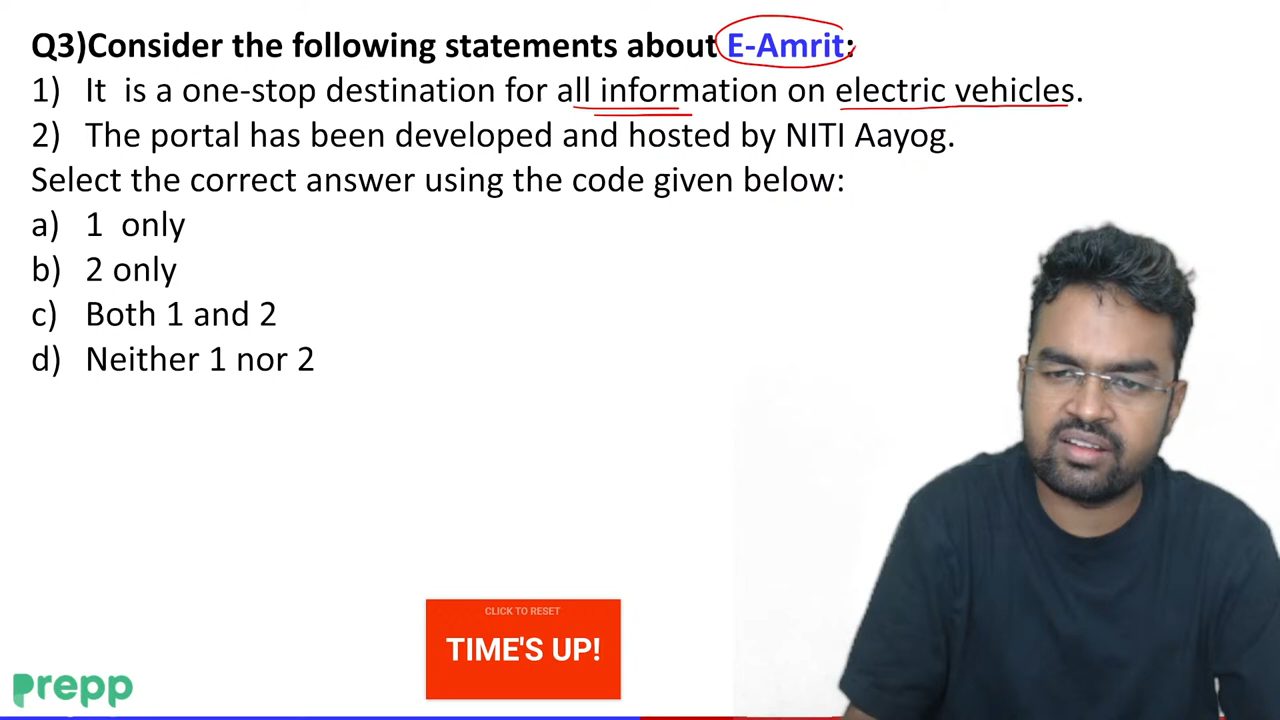 Q3)Consider the following statements about E-Amrit:
1) It is a one-stop destination for all information on electric vehicles.
2) The portal has been developed and hosted by NITI Aayog.
Select the correct answer using the code given below:
a) 1 only
b) 2 only
c) Both 1 and 2
d) Neither 1 nor 2
CLICK TO RESET
TIME'S UP!
prepp